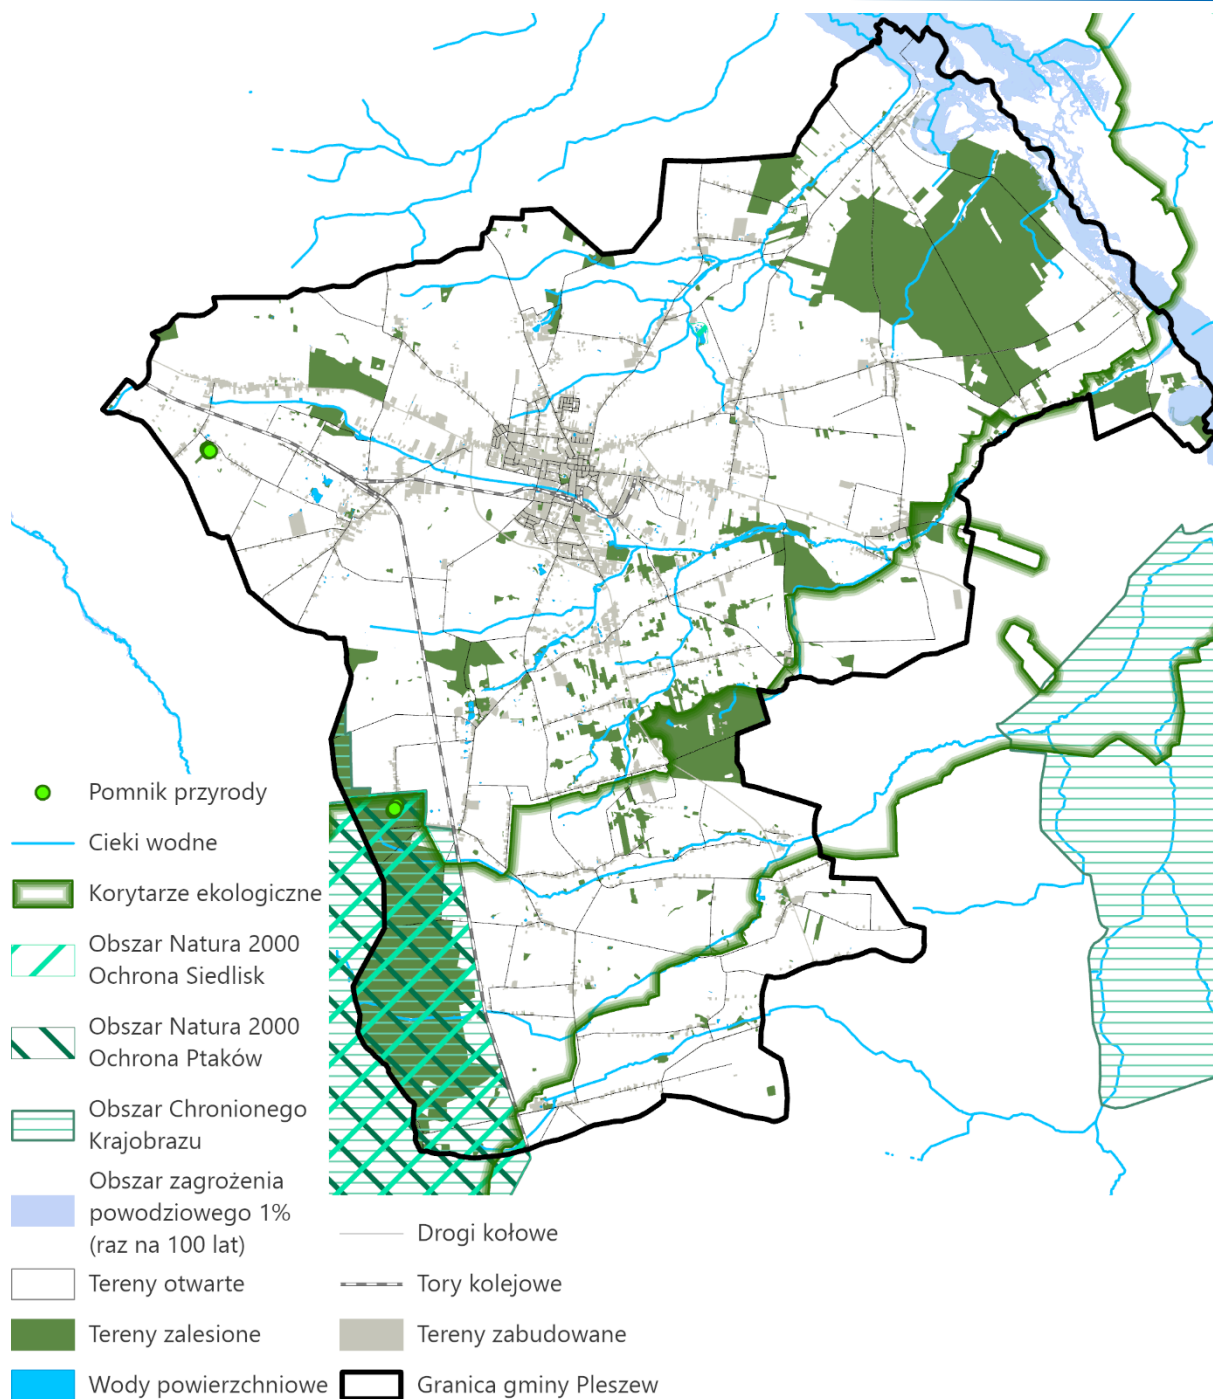 Pomnik przyrody
Cieki wodne
Korytarze ekologiczne
Obszar Natura 2000
Ochrona Siedlisk
Obszar Natura 2000
Ochrona Ptaków
Obszar Chronionego
Krajobrazu
Obszar zagrożenia
powodziowego 1%
(raz na 100 lat)
Tereny otwarte
Tereny zalesione
Wody powierzchniowe
Drogi kołowe
Tory kolejowe
Tereny zabudowane
Granica gminy Pleszew